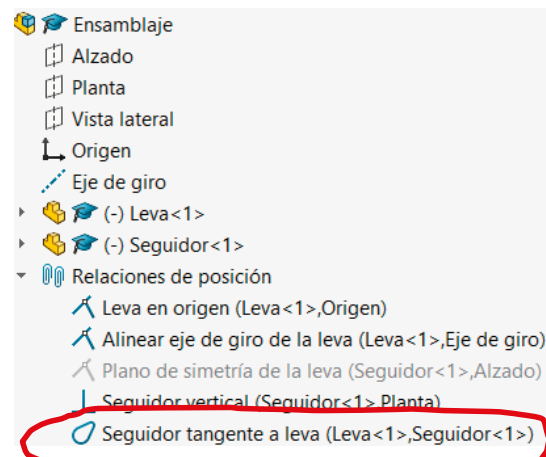 Ensamblaje
Alzado
Planta
Vista lateral
Origen
Eje de giro
(-) Leva<1>
(-) Seguidor<1>
Relaciones de posición
Leva en origen (Leva<1>,Origen)
Alinear eje de giro de la leva (Leva<1>,Eje de giro)
Plano de simetría de la leva (Seguidor<1>,Alzado)
Seguidor vertical (Seguidor<1>,Planta)
Seguidor tangente a leva (Leva<1>,Seguidor<1>)